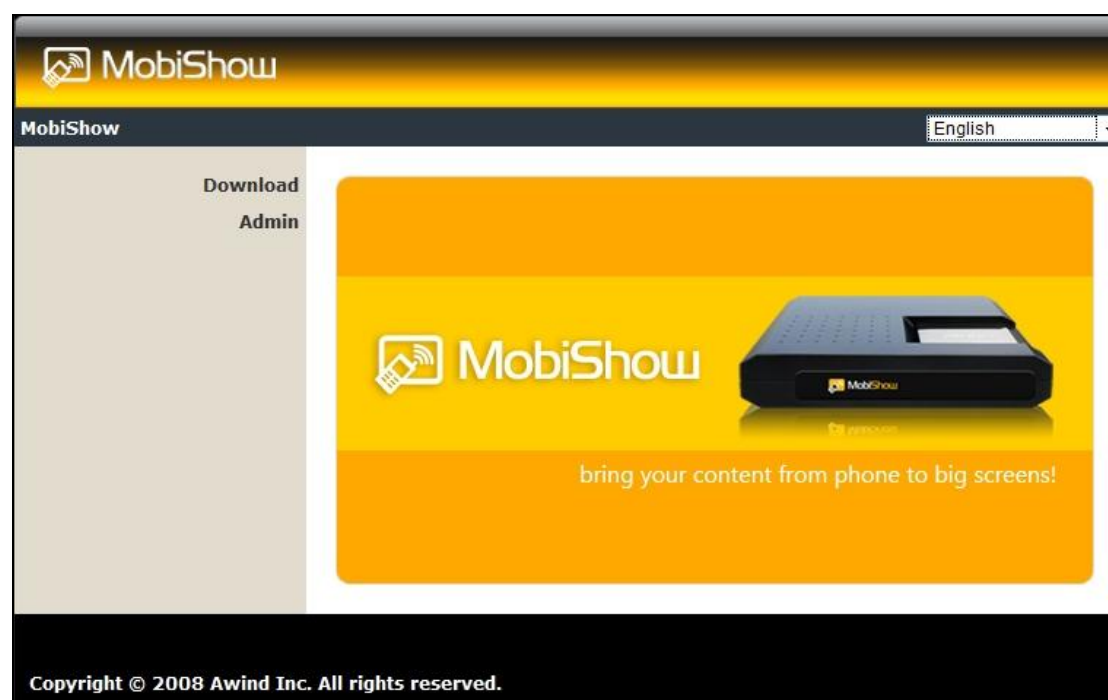 MobiShow
MobiShow
English
Download
Admin
MobiShow
MobiShow
bring your content from phone to big screens!
Copyright © 2008 Awind Inc. All rights reserved.